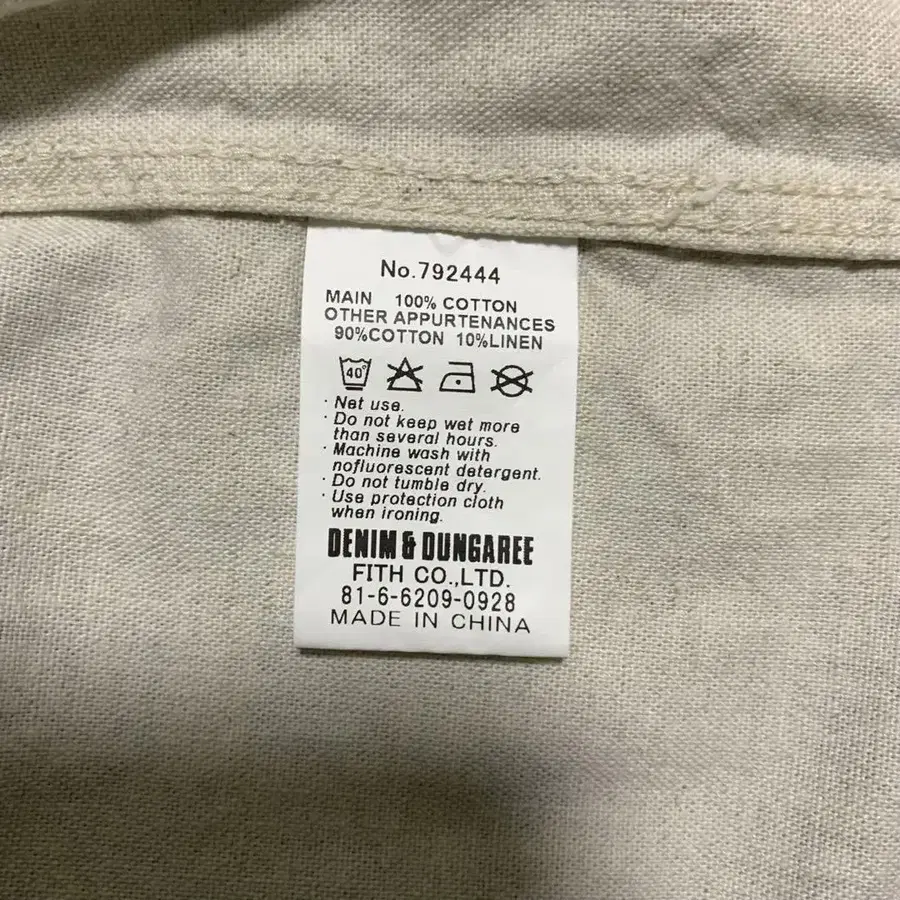 No.792444
MAIN 100% COTTON
OTHER APPURTENANCES
90%COTTON 10%LINEN
40°
· Net use.
· Do not keep wet more
than several hours.
· Machine wash with
nofluorescent detergent.
· Do not tumble dry.
· Use protection cloth
when ironing.
DENIM & DUNGAREE
FITH CO.,LTD.
81-6-6209-0928
MADE IN CHINA